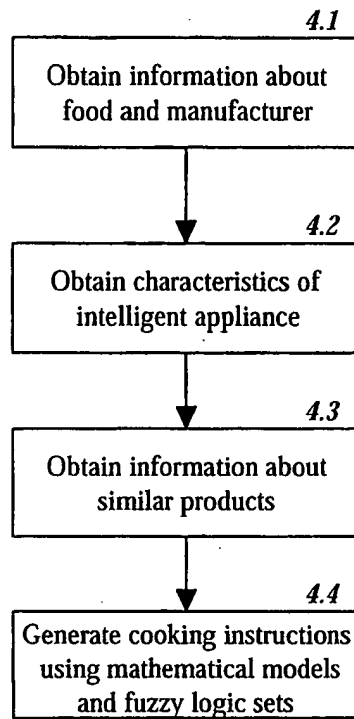 4.1
Obtain information about
food and manufacturer
4.2
Obtain characteristics of
intelligent appliance
4.3
Obtain information about
similar products
4.4
Generate cooking instructions
using mathematical models
and fuzzy logic sets